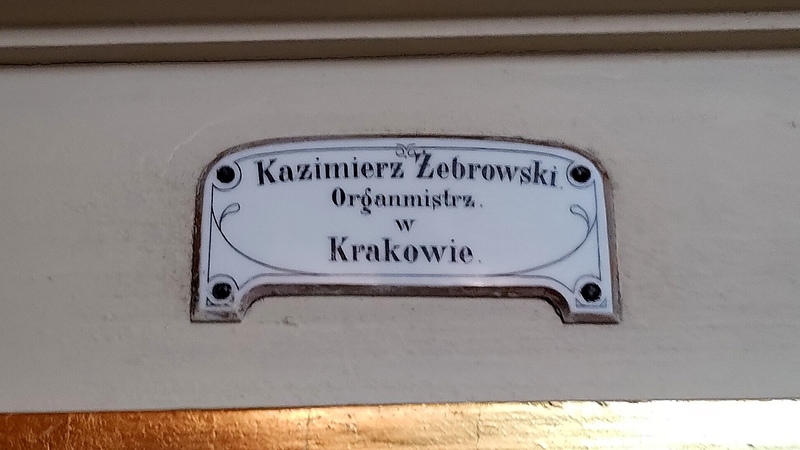 Kazimierz Żebrowski.
Organmistrz.
w
Krakowie.